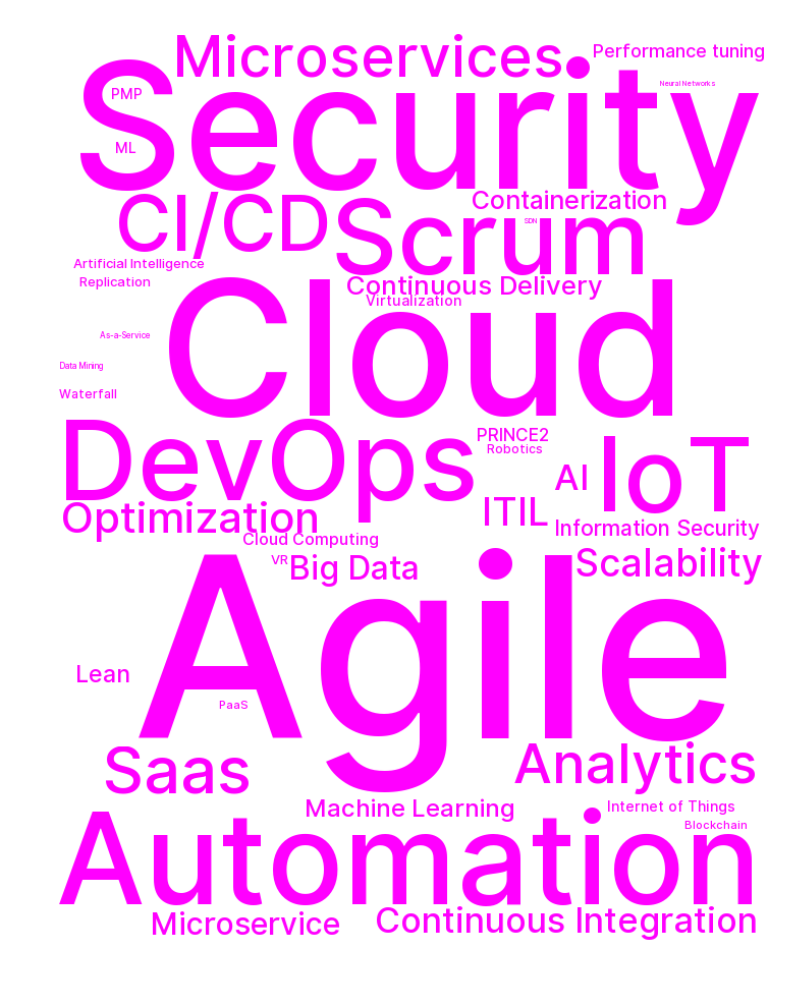 Microservices
Performance tuning
Neural Networks
Security
PMP
ML
CI/CD
Containerization
Scrum
SDN
Artificial Intelligence
Replication
Continuous Delivery
Virtualization
Cloud
As-a-Service
Data Mining
Waterfall
DevOps
PRINCE2
Robotics
AI
IoT
ITIL
Optimization
Information Security
Cloud Computing
VR
Big Data
Scalability
Agile
Lean
PaaS
Saas
Analytics
Machine Learning
Internet of Things
Blockchain
Automation
Microservice
Continuous Integration